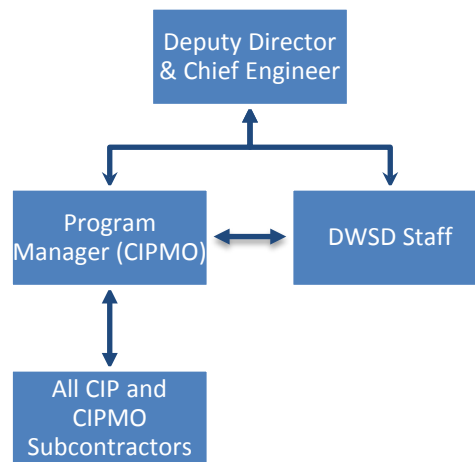 Deputy Director
& Chief Engineer
Program
Manager (CIPMO)
DWSD Staff
All CIP and
CIPMO
Subcontractors